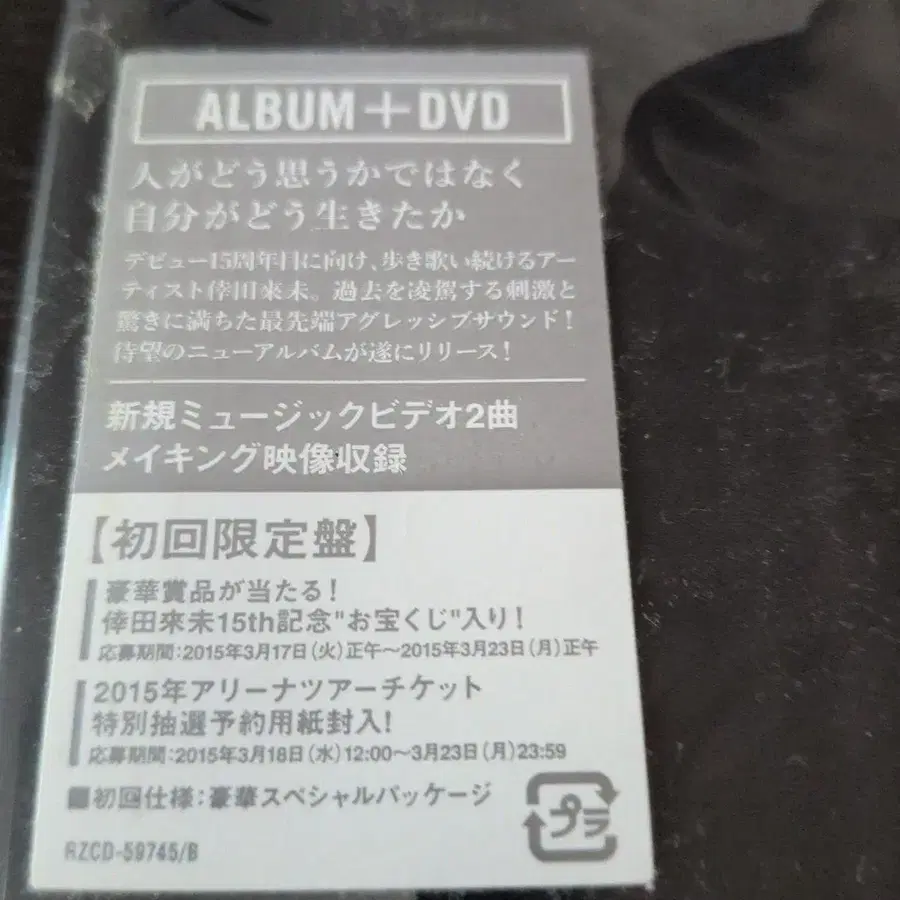 ALBUM+DVD
人がどう思うかではなく
自分がどう生きたか
デビュー15周年目に向け、歩き歌い続けるアー
ティスト倖田來未。過去を凌駕する刺激と
驚きに満ちた最先端アグレッシブサウンド!
待望のニューアルバムが遂にリリース!
新規ミュージックビデオ2曲
メイキング映像収録
【初回限定盤】
豪華賞品が当たる!
倖田來未15th記念"お宝くじ"入り!
応募期間:2015年3月17日(火)正午〜2015年3月23日(月)正午
2015年アリーナツアーチケット
特別抽選予約用紙封入!
応募期間:2015年3月18日(水)12:00〜3月23日(月)23:59
■初回仕様:豪華スペシャルパッケージ
プラ
RZCD-59745/B